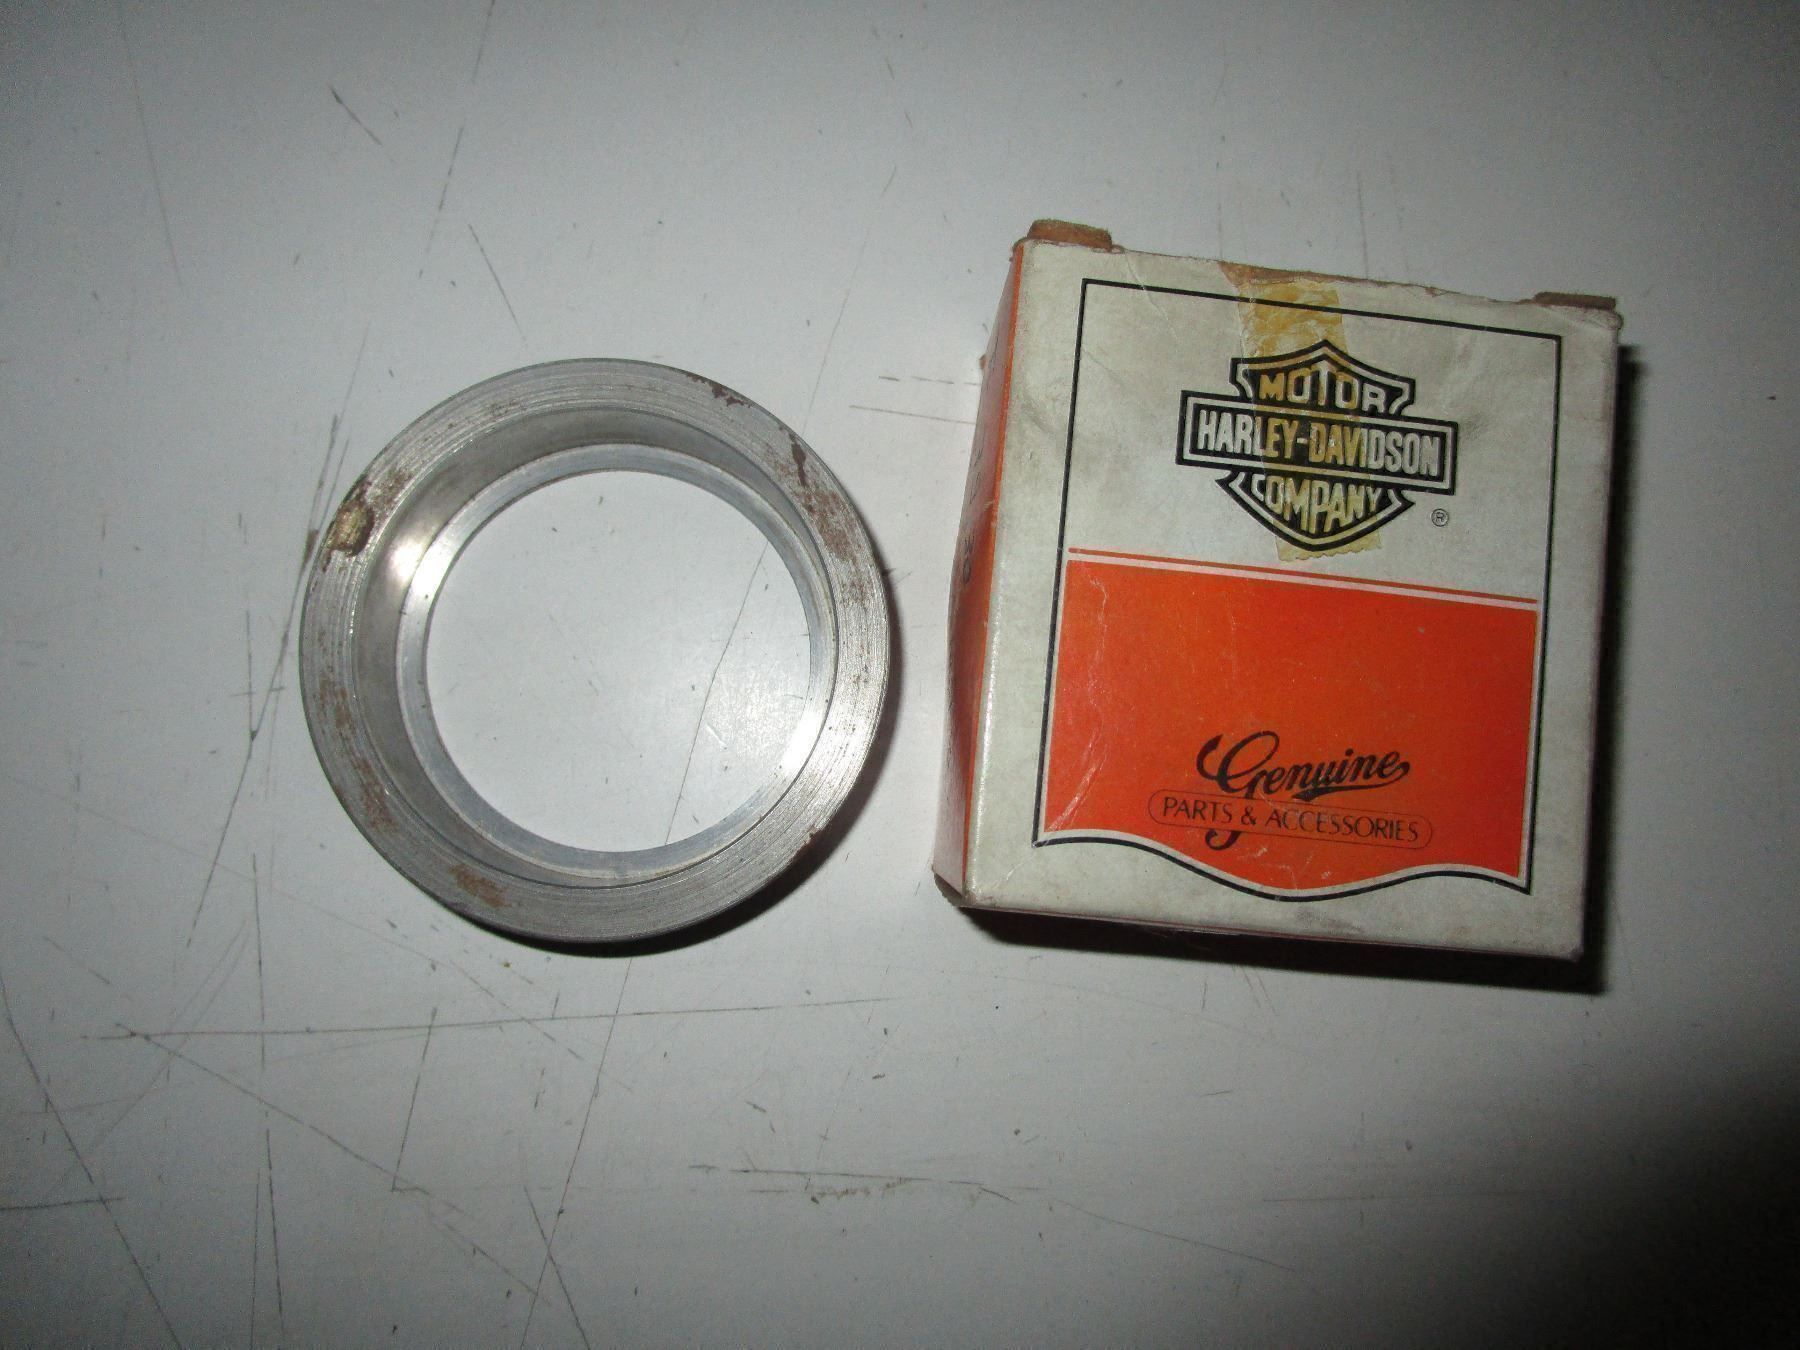 MOTOR
HARLEY-DAVIDSON
COMPANY
®
Genuine
PARTS & ACCESSORIES